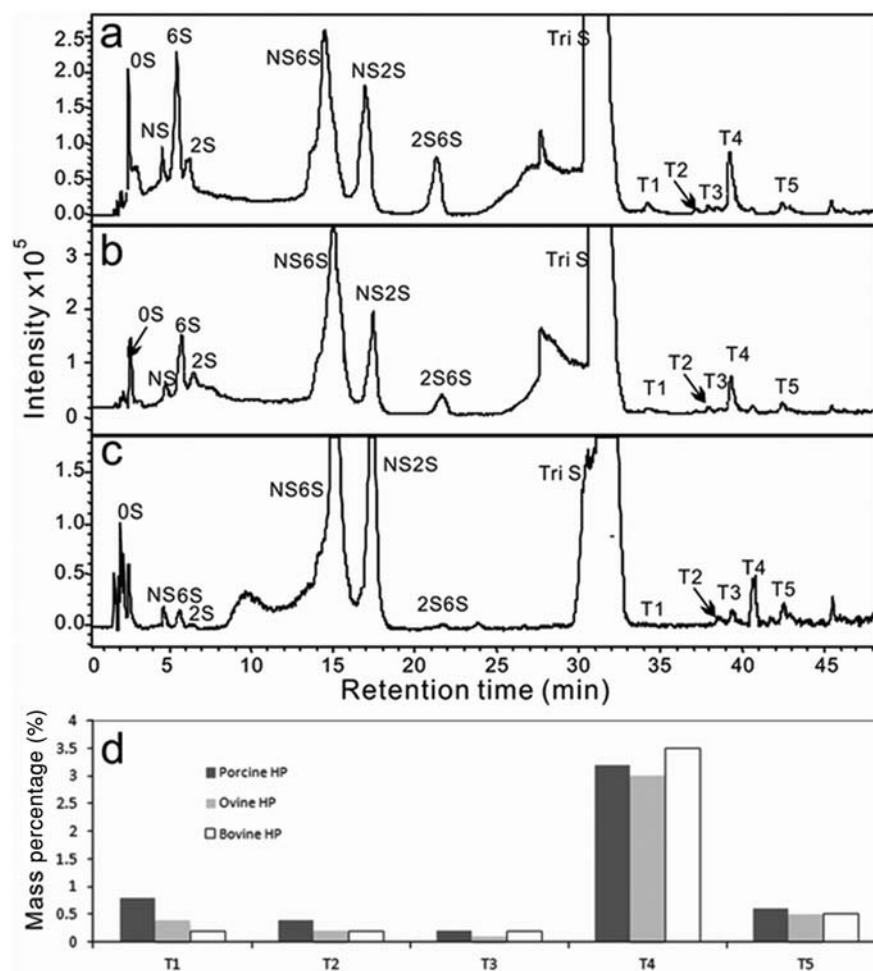 a
0S
6S
NS
2S
NS6S
NS2S
2S6S
Tri S
T1
T2
T3
T4
T5
2.5
2.0
1.5
1.0
0.5
0.0
b
0S
6S
NS
2S
NS6S
NS2S
2S6S
Tri S
T1
T2
T3
T4
T5
3
2
1
0
c
0S
NS6S
2S
NS6S
NS2S
2S6S
Tri S
T1
T2
T3
T4
T5
1.5
1.0
0.5
0.0
Intensity x10⁵
0 5 10 15 20 25 30 35 40 45
Retention time (min)
d
Mass percentage (%)
4
3.5
3
2.5
2
1.5
1
0.5
0
Porcine HP
Ovine HP
Bovine HP
T1 T2 T3 T4 T5